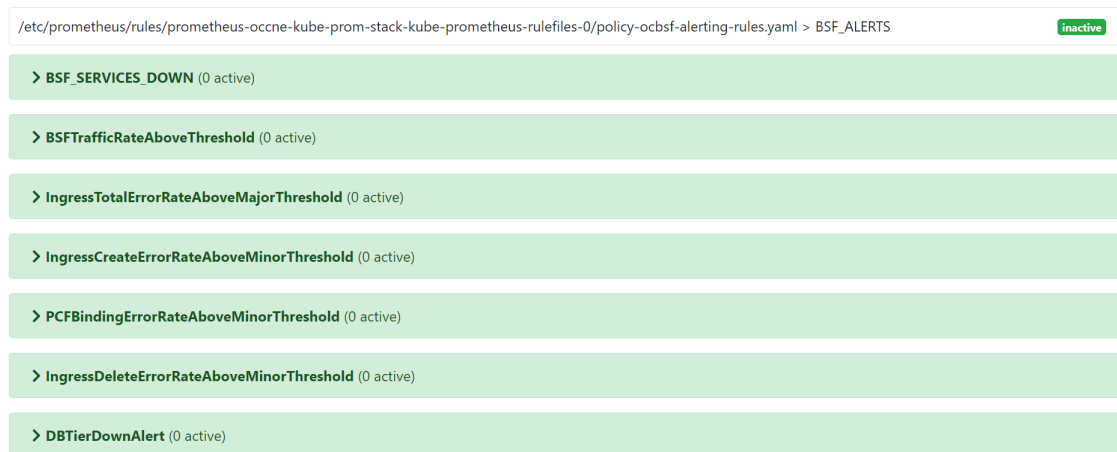 /etc/prometheus/rules/prometheus-occne-kube-prom-stack-kube-prometheus-rulefiles-0/policy-ocbsf-alerting-rules.yaml > BSF_ALERTS inactive
BSF_SERVICES_DOWN (0 active)
BSFTrafficRateAboveThreshold (0 active)
IngressTotalErrorRateAboveMajorThreshold (0 active)
IngressCreateErrorRateAboveMinorThreshold (0 active)
PCFBindingErrorRateAboveMinorThreshold (0 active)
IngressDeleteErrorRateAboveMinorThreshold (0 active)
DBTierDownAlert (0 active)